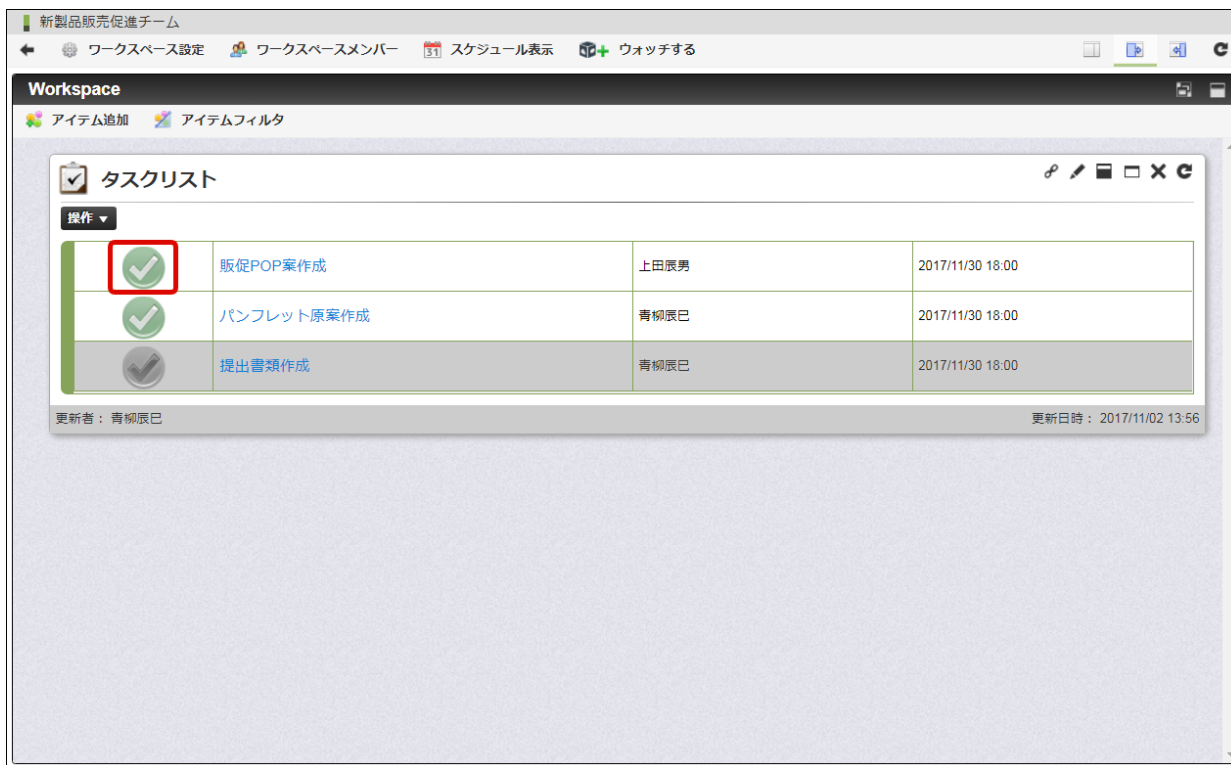 新製品販売促進チーム
ワークスペース設定 ワークスペースメンバー 31 スケジュール表示 ウォッチする
Workspace
アイテム追加 アイテムフィルタ
タスクリスト
操作 ▼
販促POP案作成 上田辰男 2017/11/30 18:00
パンフレット原案作成 青柳辰巳 2017/11/30 18:00
提出書類作成 青柳辰巳 2017/11/30 18:00
更新者： 青柳辰巳 更新日時： 2017/11/02 13:56